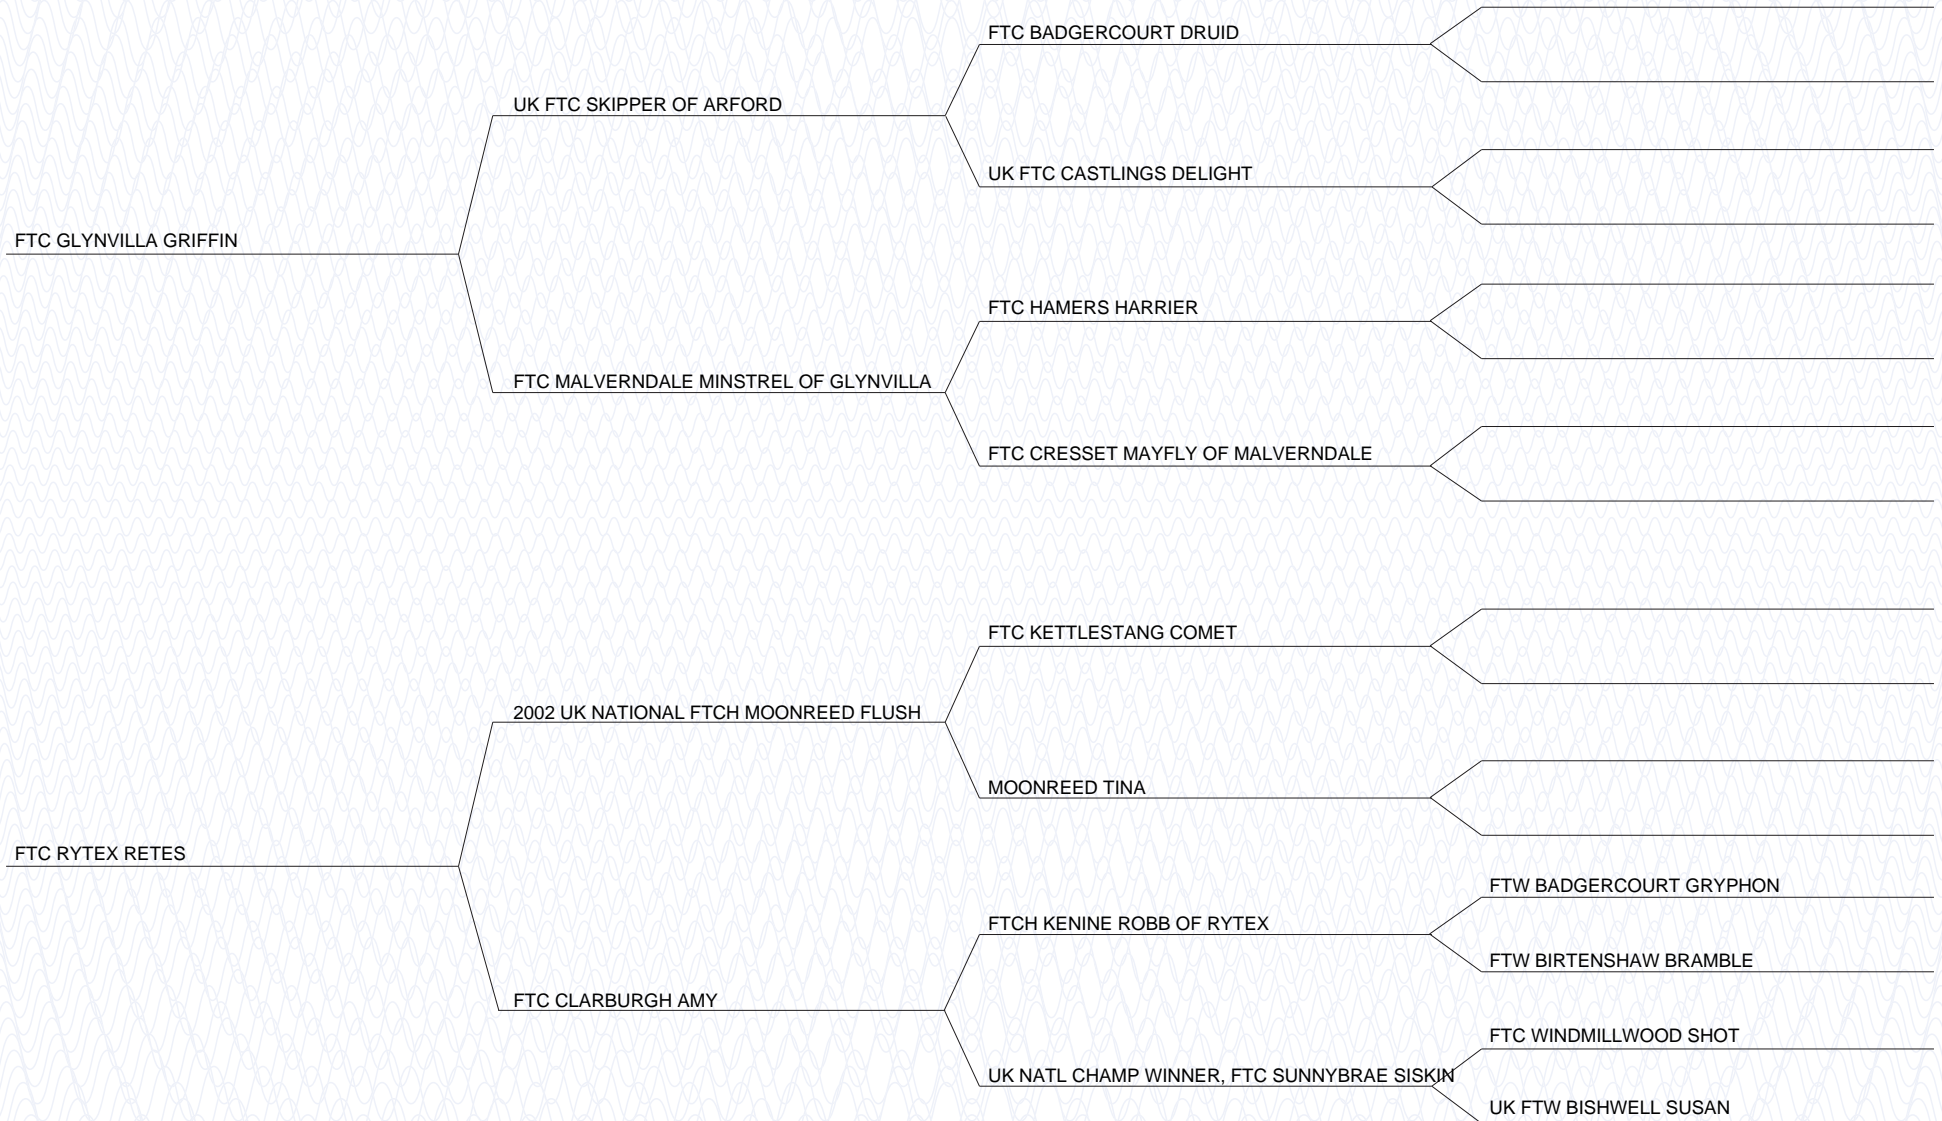 FTC BADGERCOURT DRUID
UK FTC SKIPPER OF ARFORD
UK FTC CASTLINGS DELIGHT
FTC GLYNVILLA GRIFFIN
FTC HAMERS HARRIER
FTC MALVERNDALE MINSTREL OF GLYNVILLA
FTC CRESSET MAYFLY OF MALVERNDALE
FTC KETTLESTANG COMET
2002 UK NATIONAL FTCH MOONREED FLUSH
MOONREED TINA
FTC RYTEX RETES
FTW BADGERCOURT GRYPHON
FTCH KENINE ROBB OF RYTEX
FTW BIRTENSHAW BRAMBLE
FTC CLARBURGH AMY
FTC WINDMILLWOOD SHOT
UK NATL CHAMP WINNER, FTC SUNNYBRAE SISKIN
UK FTW BISHWELL SUSAN